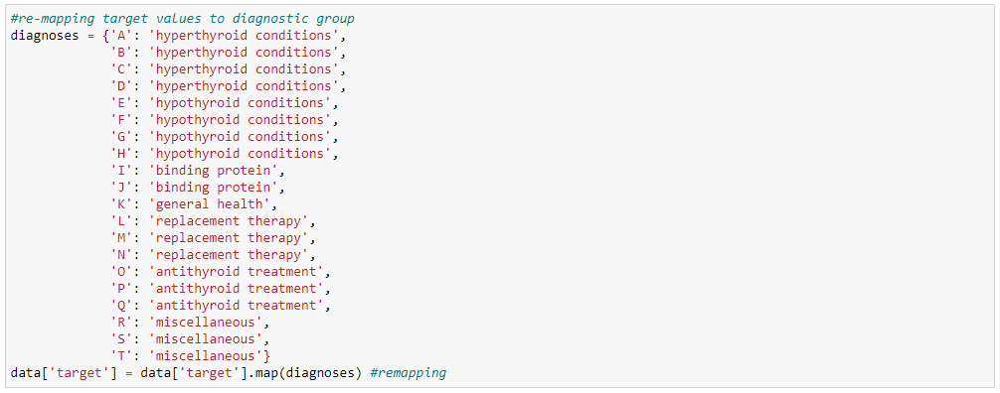 #re-mapping target values to diagnostic group
diagnoses = {'A': 'hyperthyroid conditions',
             'B': 'hyperthyroid conditions',
             'C': 'hyperthyroid conditions',
             'D': 'hyperthyroid conditions',
             'E': 'hypothyroid conditions',
             'F': 'hypothyroid conditions',
             'G': 'hypothyroid conditions',
             'H': 'hypothyroid conditions',
             'I': 'binding protein',
             'J': 'binding protein',
             'K': 'general health',
             'L': 'replacement therapy',
             'M': 'replacement therapy',
             'N': 'replacement therapy',
             'O': 'antithyroid treatment',
             'P': 'antithyroid treatment',
             'Q': 'antithyroid treatment',
             'R': 'miscellaneous',
             'S': 'miscellaneous',
             'T': 'miscellaneous'}
data['target'] = data['target'].map(diagnoses) #remapping